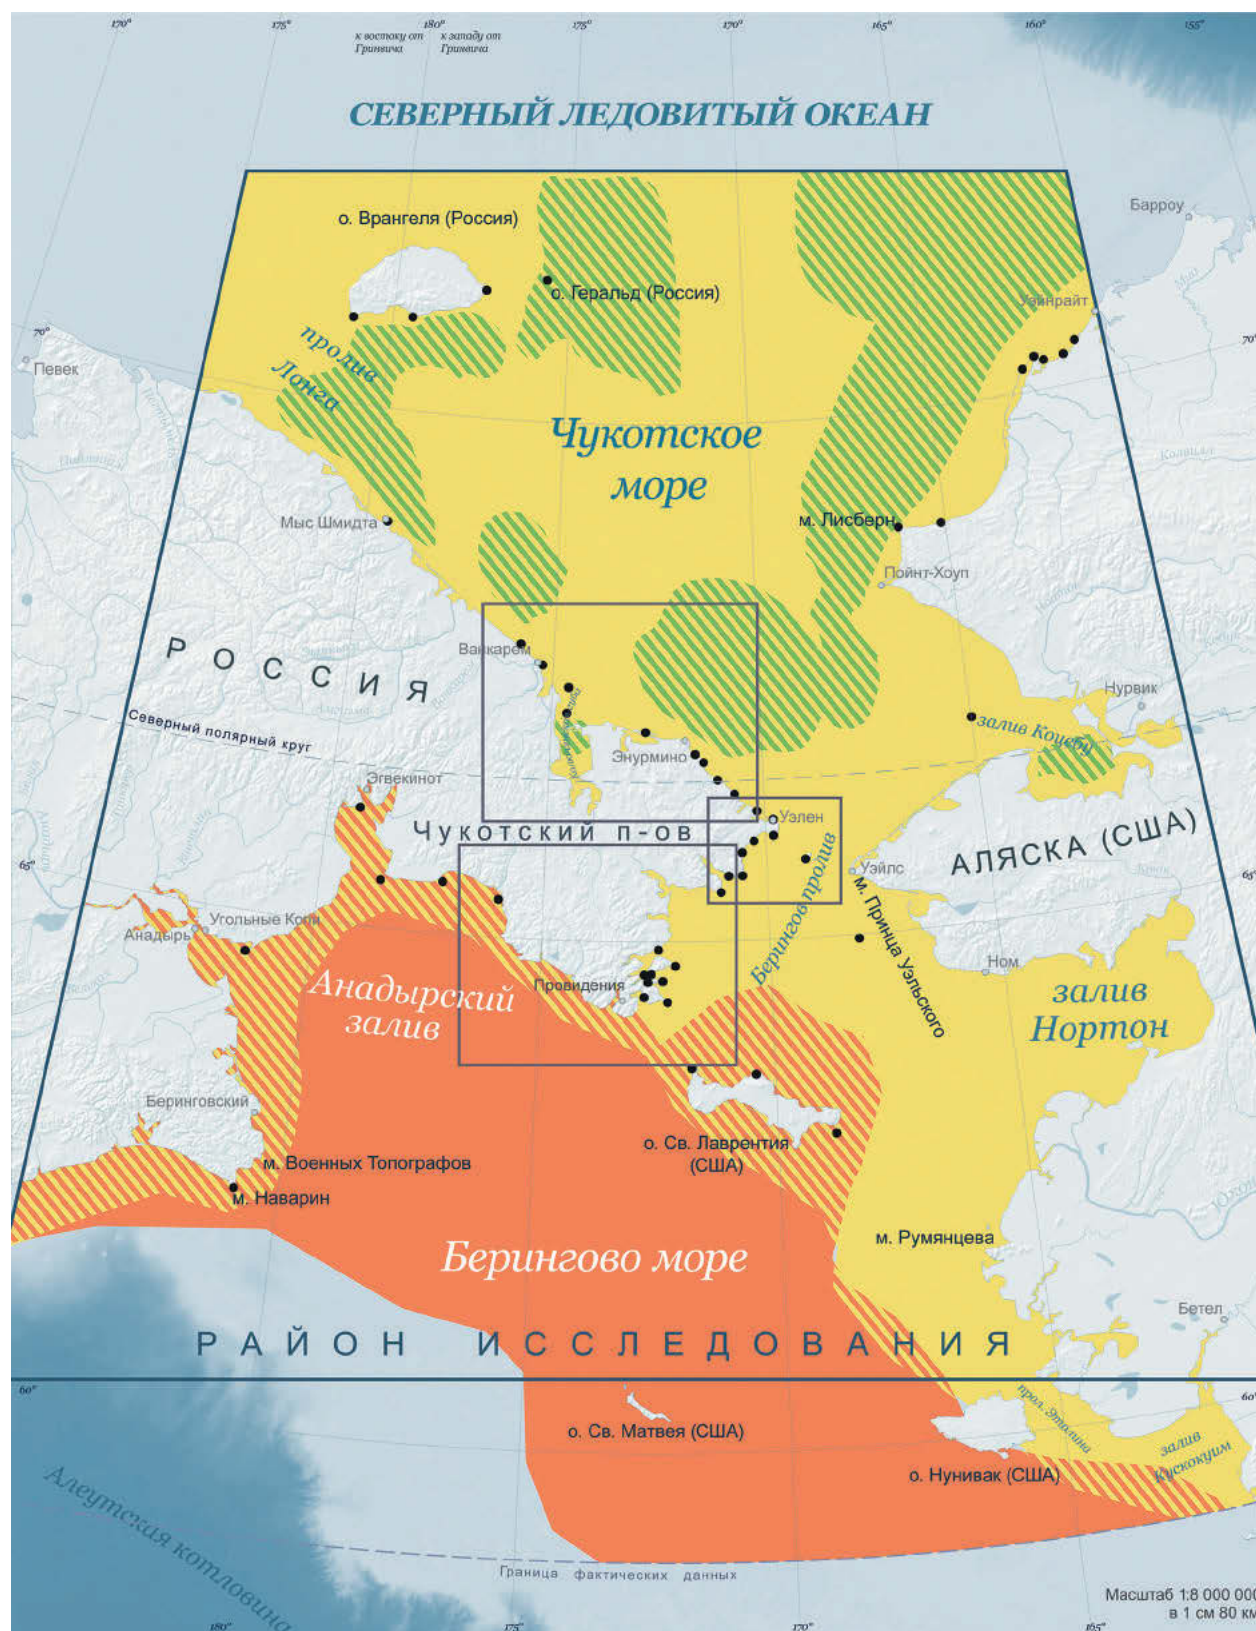 170°
175°
180°
175°
170°
165°
160°
155°
к востоку от
Гринвича
к западу от
Гринвича
СЕВЕРНЫЙ ЛЕДОВИТЫЙ ОКЕАН
Барроу
о. Врангеля (Россия)
о. Геральд (Россия)
Уэйнрайт
70°
70°
пролив
Лонга
Певек
Чукотское
море
Мыс Шмидта
м. Лисберн
Пойнт-Хоуп
РОССИЯ
Ванкарем
Нурвик
залив Коцебу
Северный полярный круг
Энурмино
Эгвекинот
Уэлен
Чукотский п-ов
АЛЯСКА (США)
65°
65°
Уэйлс
Берингов пролив
м. Принца Уэльского
Угольные Копи
Анадырь
Ном
Анадырский
залив
Провидения
залив
Нортон
Беринговский
о. Св. Лаврентия
(США)
м. Военных Топографов
м. Наварин
м. Румянцева
Берингово море
Бетел
РАЙОН ИССЛЕДОВАНИЯ
60°
60°
о. Св. Матвея (США)
прол. Этолина
залив
Кускокуим
о. Нунивак (США)
Алеутская котловина
Граница фактических данных
Масштаб 1:8 000 000
в 1 см 80 км
180°
175°
170°
165°